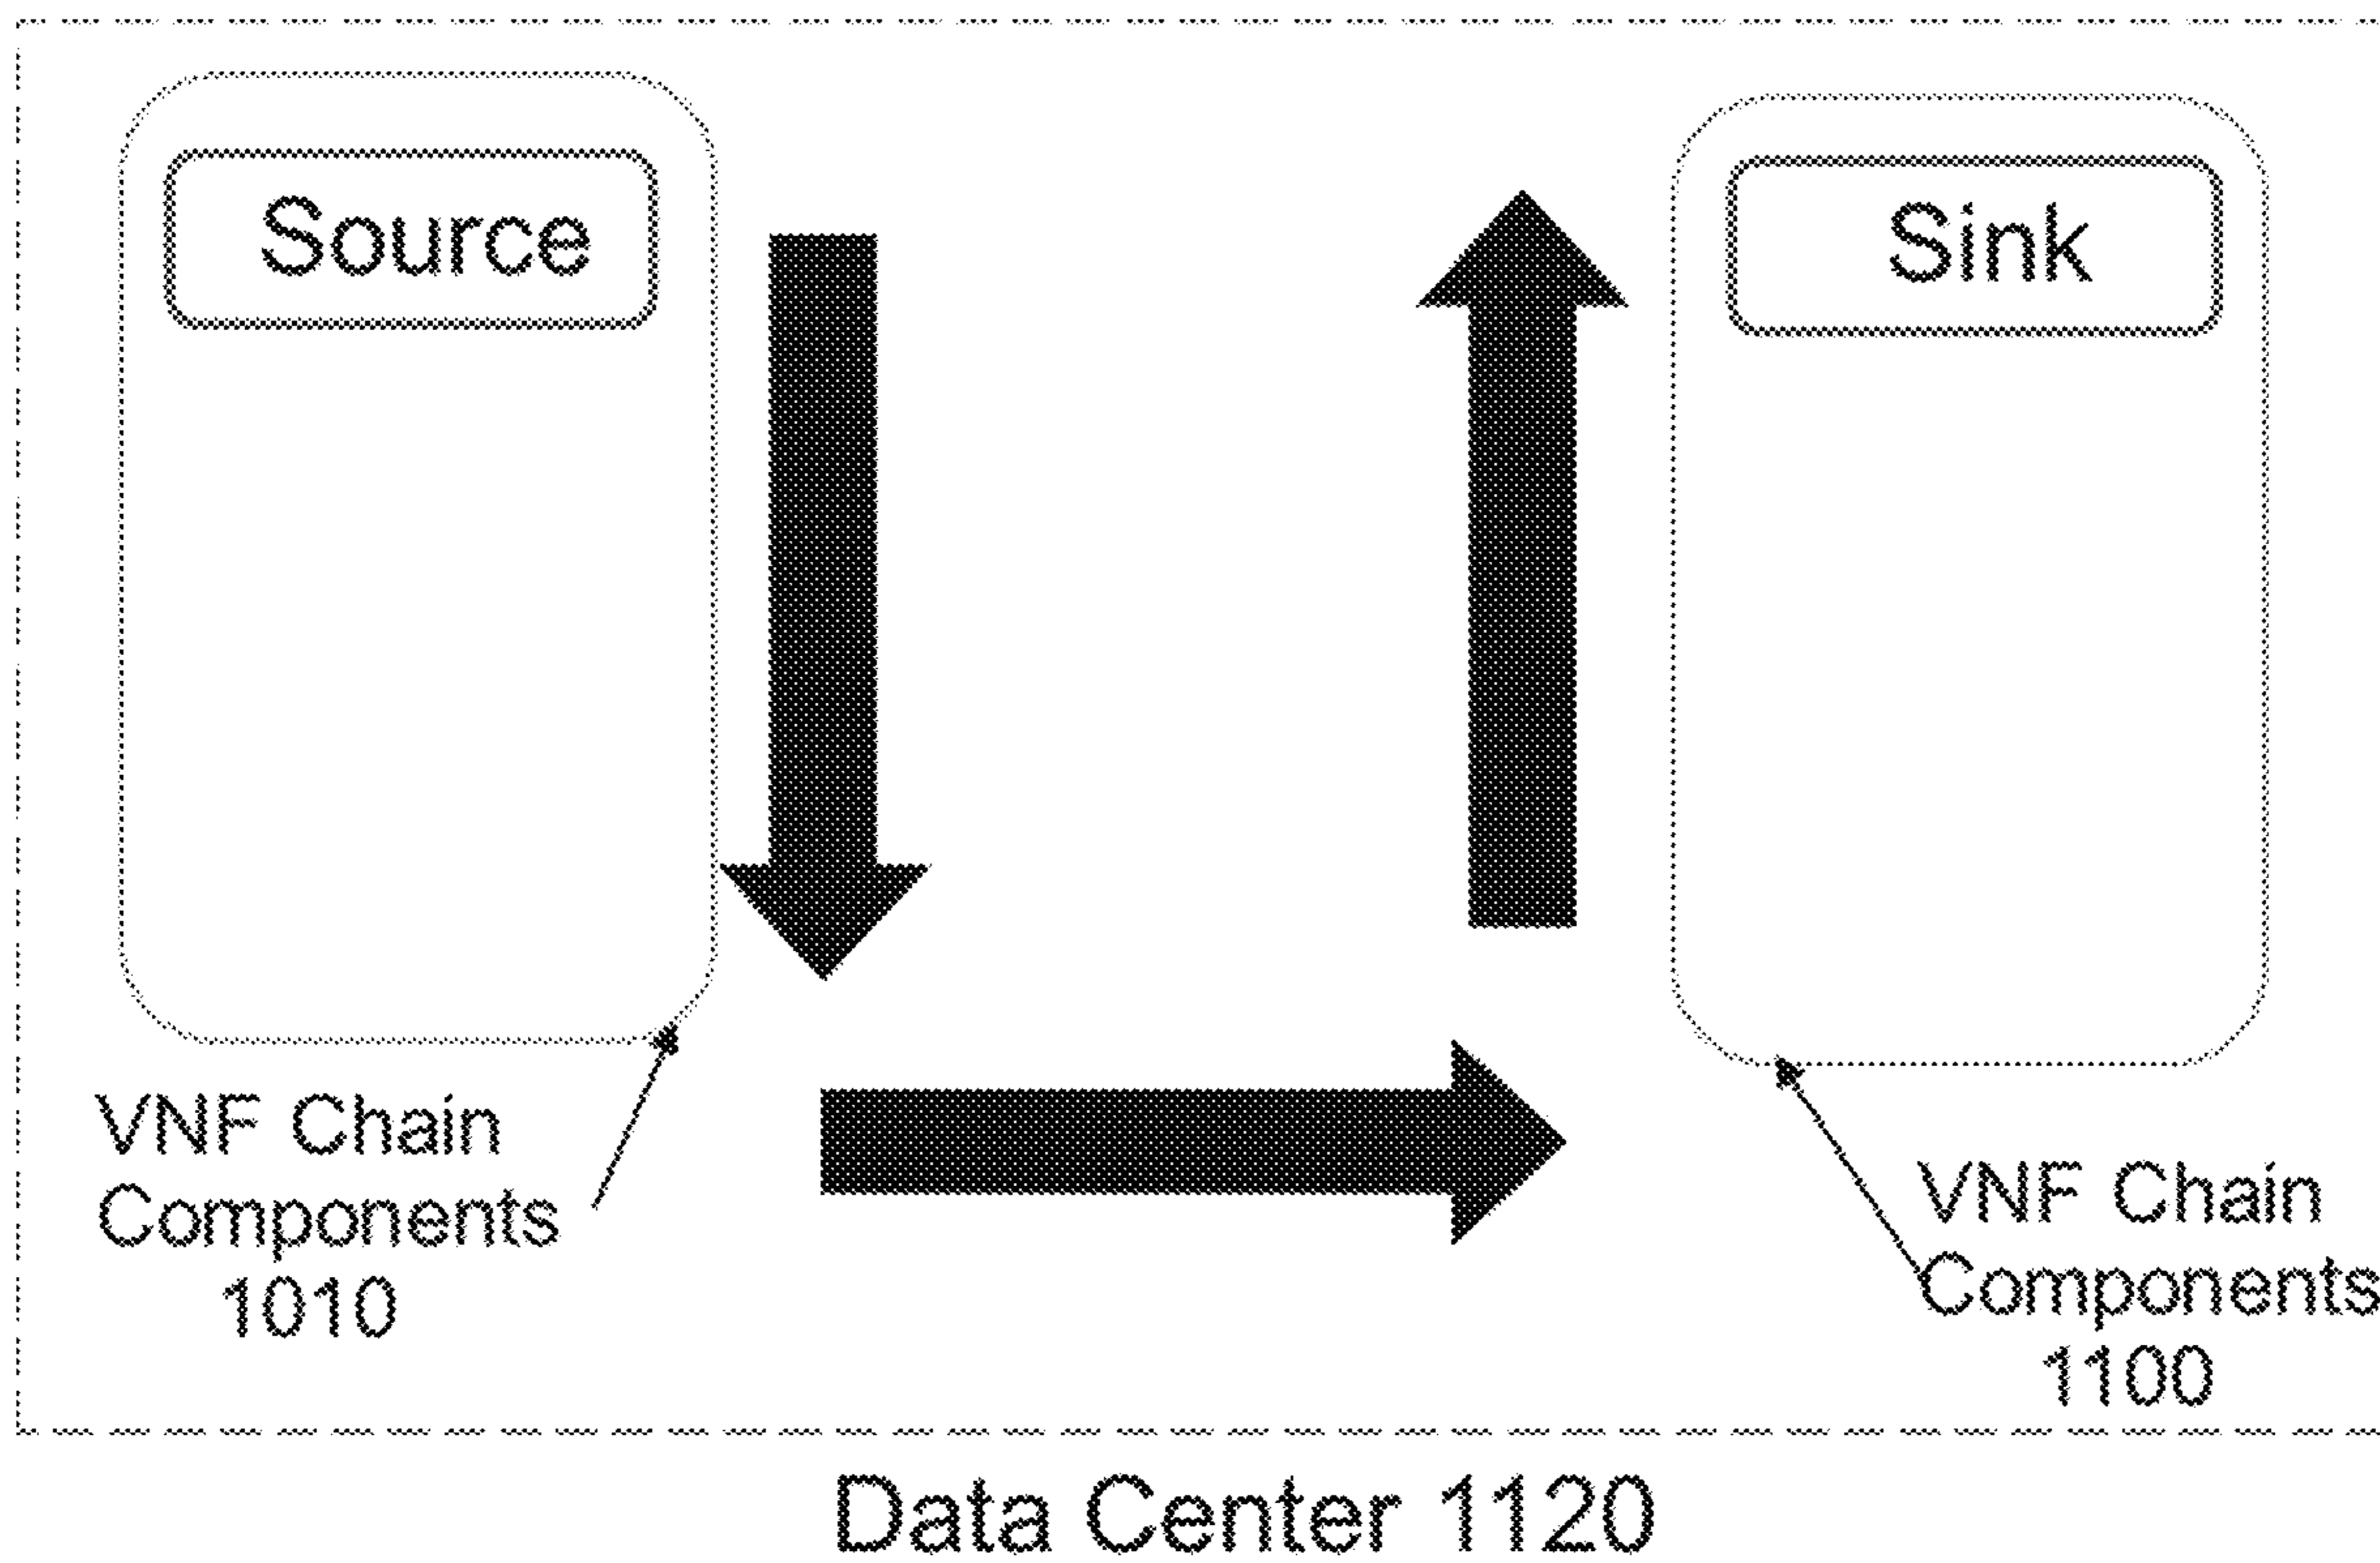 Source
Sink
VNF Chain
Components
1010
VNF Chain
Components
1100
Data Center 1120